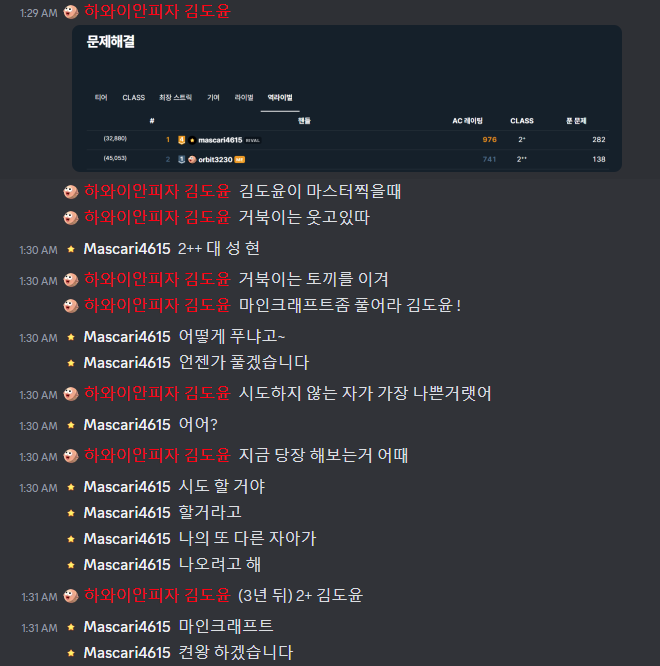 1:29 AM 하와이안피자 김도윤
문제해결
티어 CLASS 최장 스트릭 기여 라이벌 역라이벌
# 핸들 AC 레이팅 CLASS 푼 문제
(32,880) 1 mascari4615 RIVAL 976 2⁺ 282
(45,053) 2 orbit3230 741 2⁺⁺ 138
하와이안피자 김도윤 김도윤이 마스터찍을때
하와이안피자 김도윤 거북이는 웃고있따
1:30 AM Mascari4615 2++ 대 성 현
1:30 AM 하와이안피자 김도윤 거북이는 토끼를 이겨
하와이안피자 김도윤 마인크래프트좀 풀어라 김도윤 !
1:30 AM Mascari4615 어떻게 푸냐고~
Mascari4615 언젠가 풀겠습니다
1:30 AM 하와이안피자 김도윤 시도하지 않는 자가 가장 나쁜거랫어
1:30 AM Mascari4615 어어?
1:30 AM 하와이안피자 김도윤 지금 당장 해보는거 어때
1:30 AM Mascari4615 시도 할 거야
Mascari4615 할거라고
Mascari4615 나의 또 다른 자아가
Mascari4615 나오려고 해
1:31 AM 하와이안피자 김도윤 (3년 뒤) 2+ 김도윤
1:31 AM Mascari4615 마인크래프트
Mascari4615 켠왕 하겠습니다